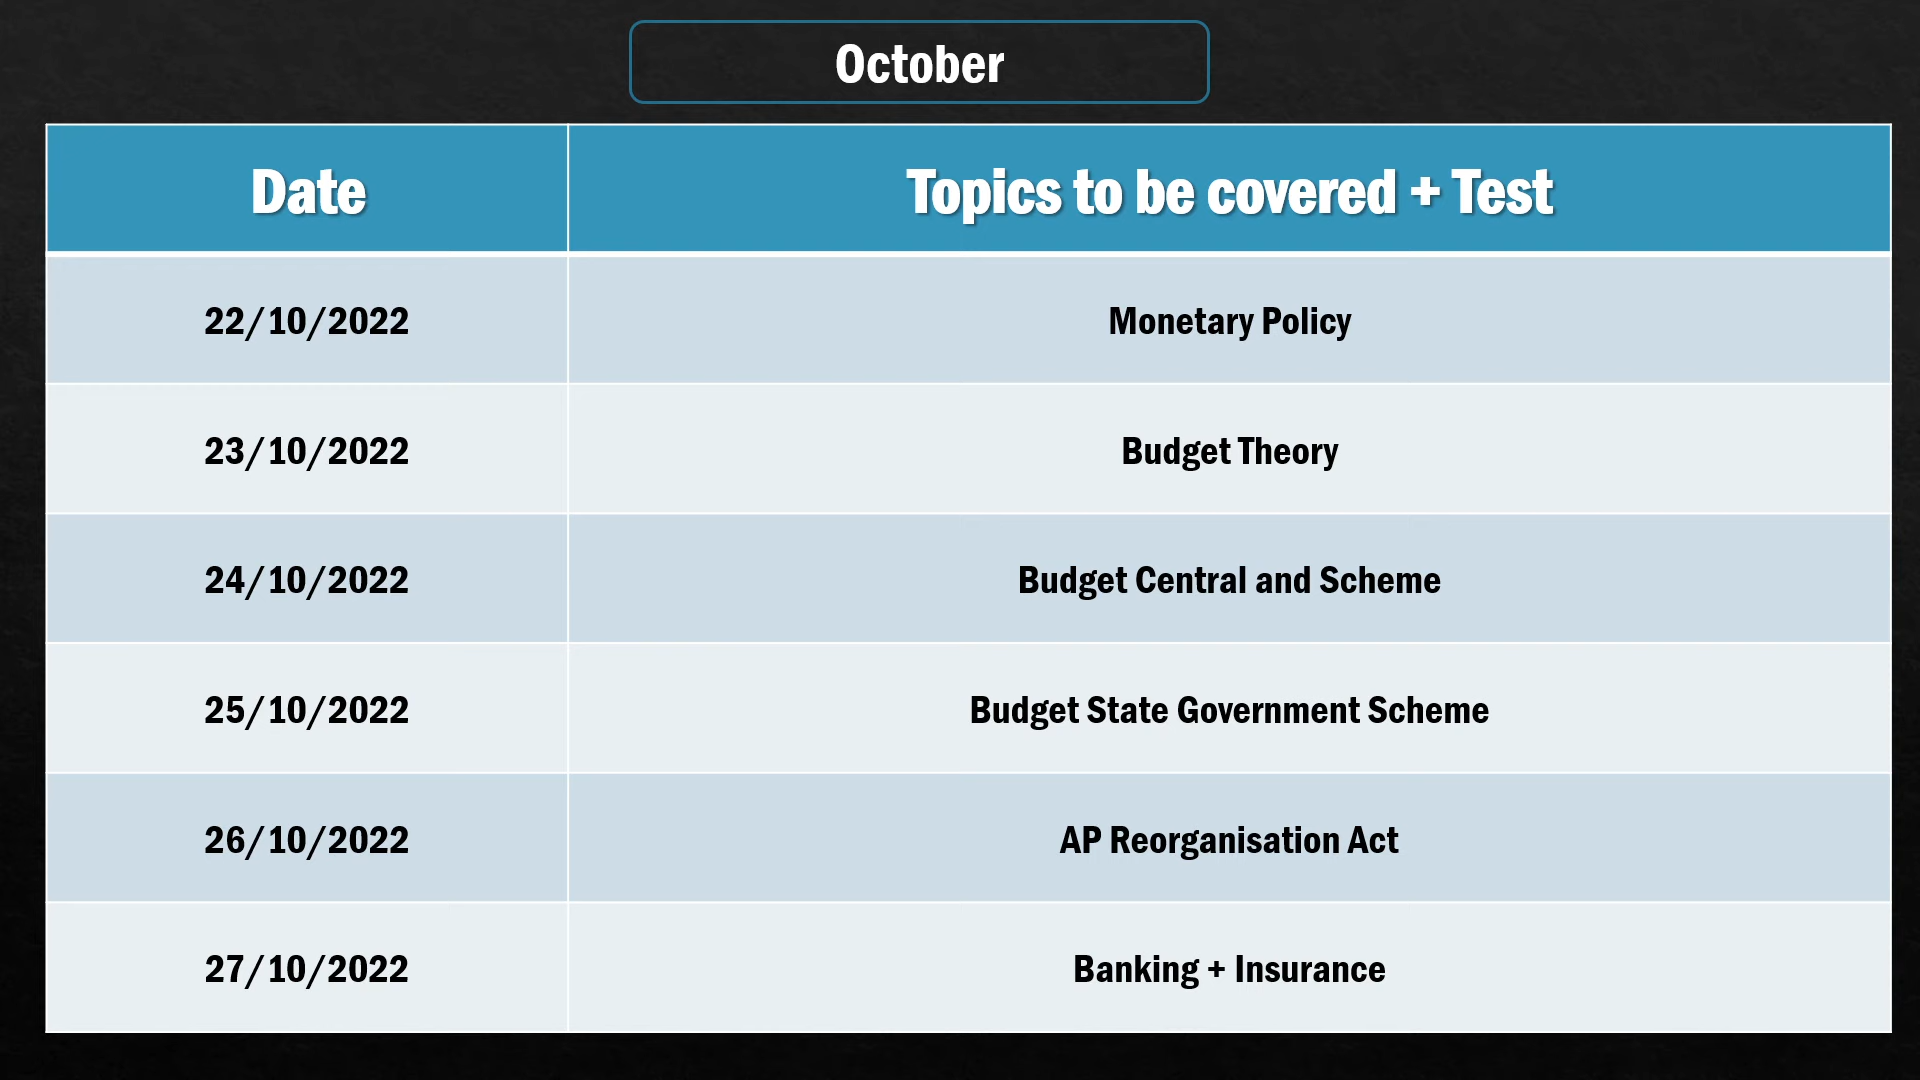 October
Date Topics to be covered + Test
22/10/2022 Monetary Policy
23/10/2022 Budget Theory
24/10/2022 Budget Central and Scheme
25/10/2022 Budget State Government Scheme
26/10/2022 AP Reorganisation Act
27/10/2022 Banking + Insurance